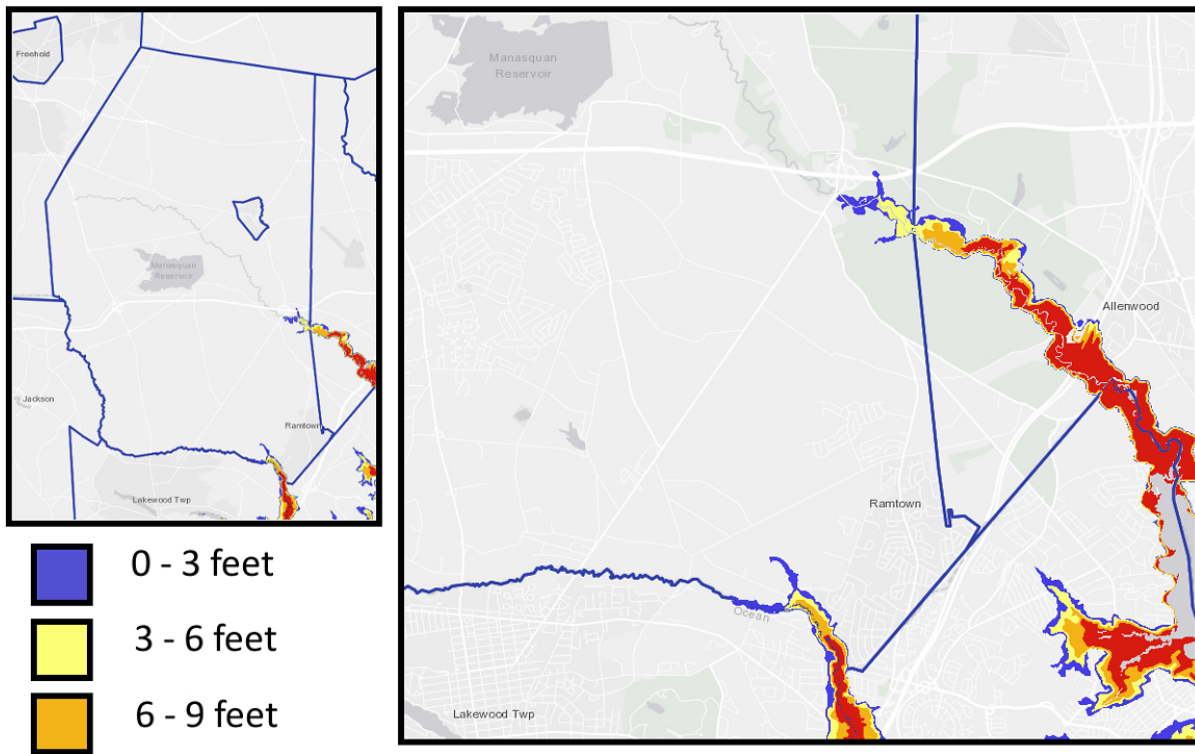 Freehold
Manasquan
Reservoir
Jackson
Ramtown
Lakewood Twp
0 - 3 feet
3 - 6 feet
6 - 9 feet
Manasquan
Reservoir
Allenwood
Ramtown
Ocean
Lakewood Twp